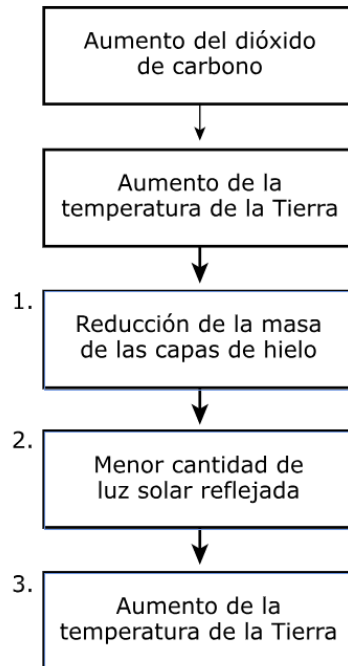 Aumento del dióxido
de carbono
Aumento de la
temperatura de la Tierra
1.
Reducción de la masa
de las capas de hielo
2.
Menor cantidad de
luz solar reflejada
3.
Aumento de la
temperatura de la Tierra